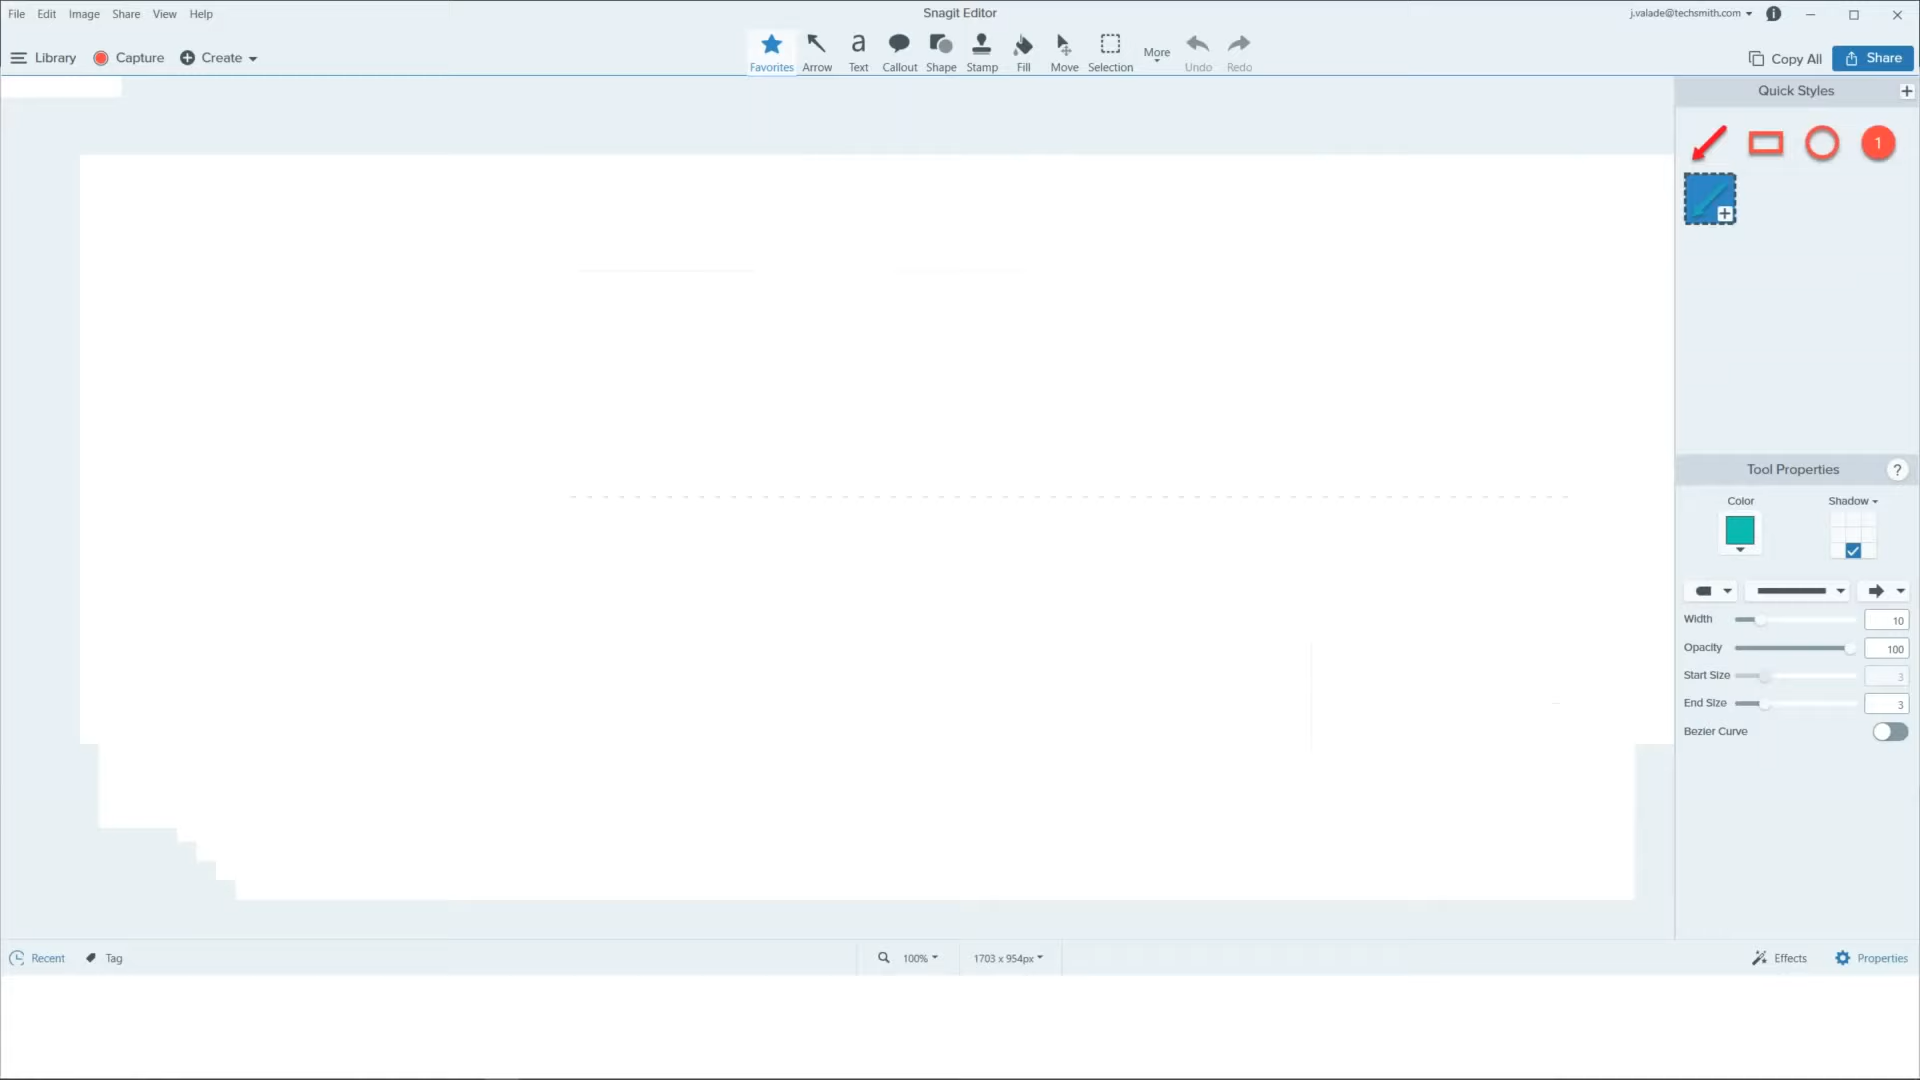 File Edit Image Share View Help
Snagit Editor
j.valade@techsmith.com
Library Capture Create
Favorites Arrow Text Callout Shape Stamp Fill Move Selection More Undo Redo
Copy All Share
Quick Styles
1
Tool Properties ?
Color Shadow
Width 10
Opacity 100
Start Size 3
End Size 3
Bezier Curve
Recent Tag 100% 1703 x 954px Effects Properties